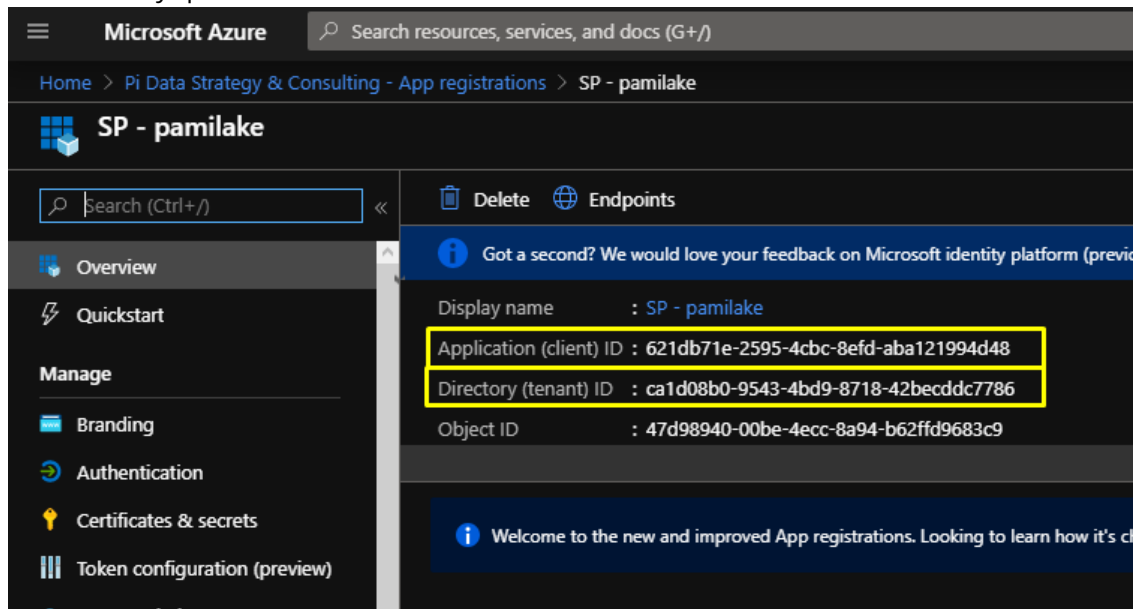 Microsoft Azure
Search resources, services, and docs (G+/)
Home > Pi Data Strategy & Consulting - App registrations > SP - pamilake
SP - pamilake
Search (Ctrl+/)
«
Delete
Endpoints
Got a second? We would love your feedback on Microsoft identity platform (previ
Overview
Quickstart
Display name : SP - pamilake
Application (client) ID : 621db71e-2595-4cbc-8efd-aba121994d48
Directory (tenant) ID : ca1d08b0-9543-4bd9-8718-42becddc7786
Object ID : 47d98940-00be-4ecc-8a94-b62ffd9683c9
Manage
Branding
Authentication
Certificates & secrets
Token configuration (preview)
Welcome to the new and improved App registrations. Looking to learn how it's c